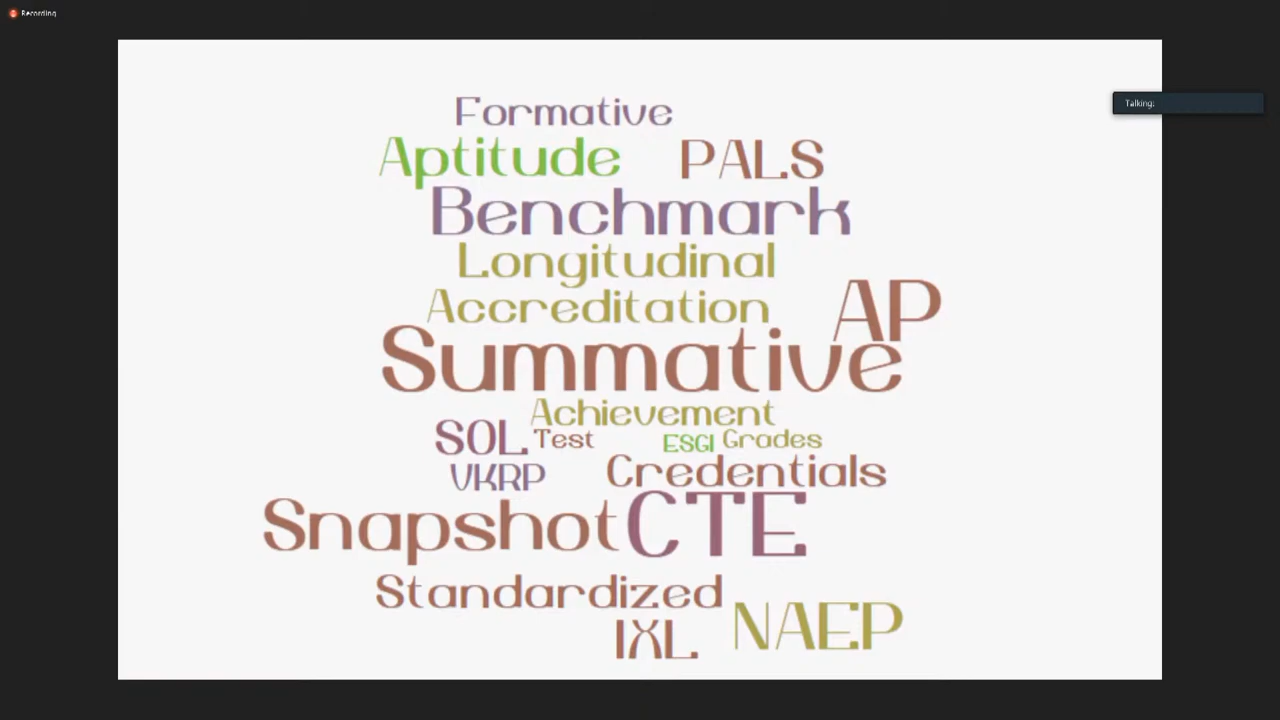 Recording
Talking:
Formative
Aptitude PALS
Benchmark
Longitudinal
Accreditation AP
Summative
Achievement
SOL Test ESGI Grades
VKRP Credentials
Snapshot CTE
Standardized
IXL NAEP